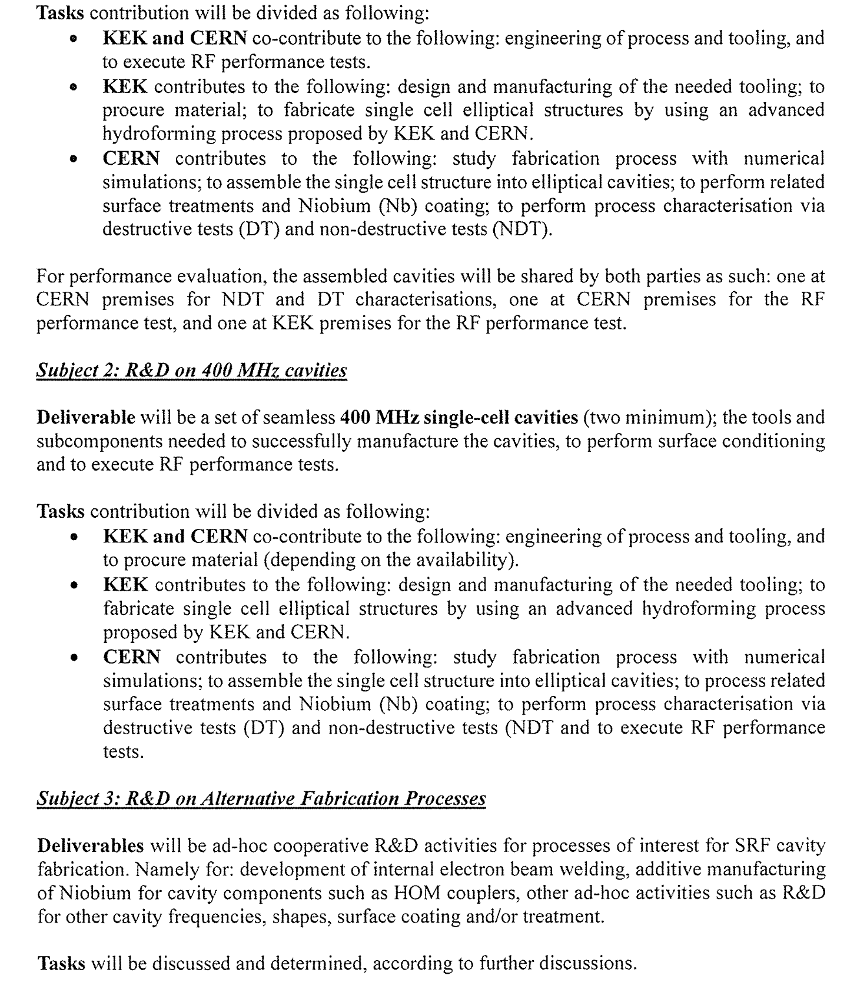 Tasks contribution will be divided as following:
• KEK and CERN co-contribute to the following: engineering of process and tooling, and
to execute RF performance tests.
• KEK contributes to the following: design and manufacturing of the needed tooling; to
procure material; to fabricate single cell elliptical structures by using an advanced
hydroforming process proposed by KEK and CERN.
• CERN contributes to the following: study fabrication process with numerical
simulations; to assemble the single cell structure into elliptical cavities; to perform related
surface treatments and Niobium (Nb) coating; to perform process characterisation via
destructive tests (DT) and non-destructive tests (NDT).
For performance evaluation, the assembled cavities will be shared by both parties as such: one at
CERN premises for NDT and DT characterisations, one at CERN premises for the RF
performance test, and one at KEK premises for the RF performance test.
Subject 2: R&D on 400 MHz cavities
Deliverable will be a set of seamless 400 MHz single-cell cavities (two minimum); the tools and
subcomponents needed to successfully manufacture the cavities, to perform surface conditioning
and to execute RF performance tests.
Tasks contribution will be divided as following:
• KEK and CERN co-contribute to the following: engineering of process and tooling, and
to procure material (depending on the availability).
• KEK contributes to the following: design and manufacturing of the needed tooling; to
fabricate single cell elliptical structures by using an advanced hydroforming process
proposed by KEK and CERN.
• CERN contributes to the following: study fabrication process with numerical
simulations; to assemble the single cell structure into elliptical cavities; to process related
surface treatments and Niobium (Nb) coating; to perform process characterisation via
destructive tests (DT) and non-destructive tests (NDT and to execute RF performance
tests.
Subject 3: R&D on Alternative Fabrication Processes
Deliverables will be ad-hoc cooperative R&D activities for processes of interest for SRF cavity
fabrication. Namely for: development of internal electron beam welding, additive manufacturing
of Niobium for cavity components such as HOM couplers, other ad-hoc activities such as R&D
for other cavity frequencies, shapes, surface coating and/or treatment.
Tasks will be discussed and determined, according to further discussions.